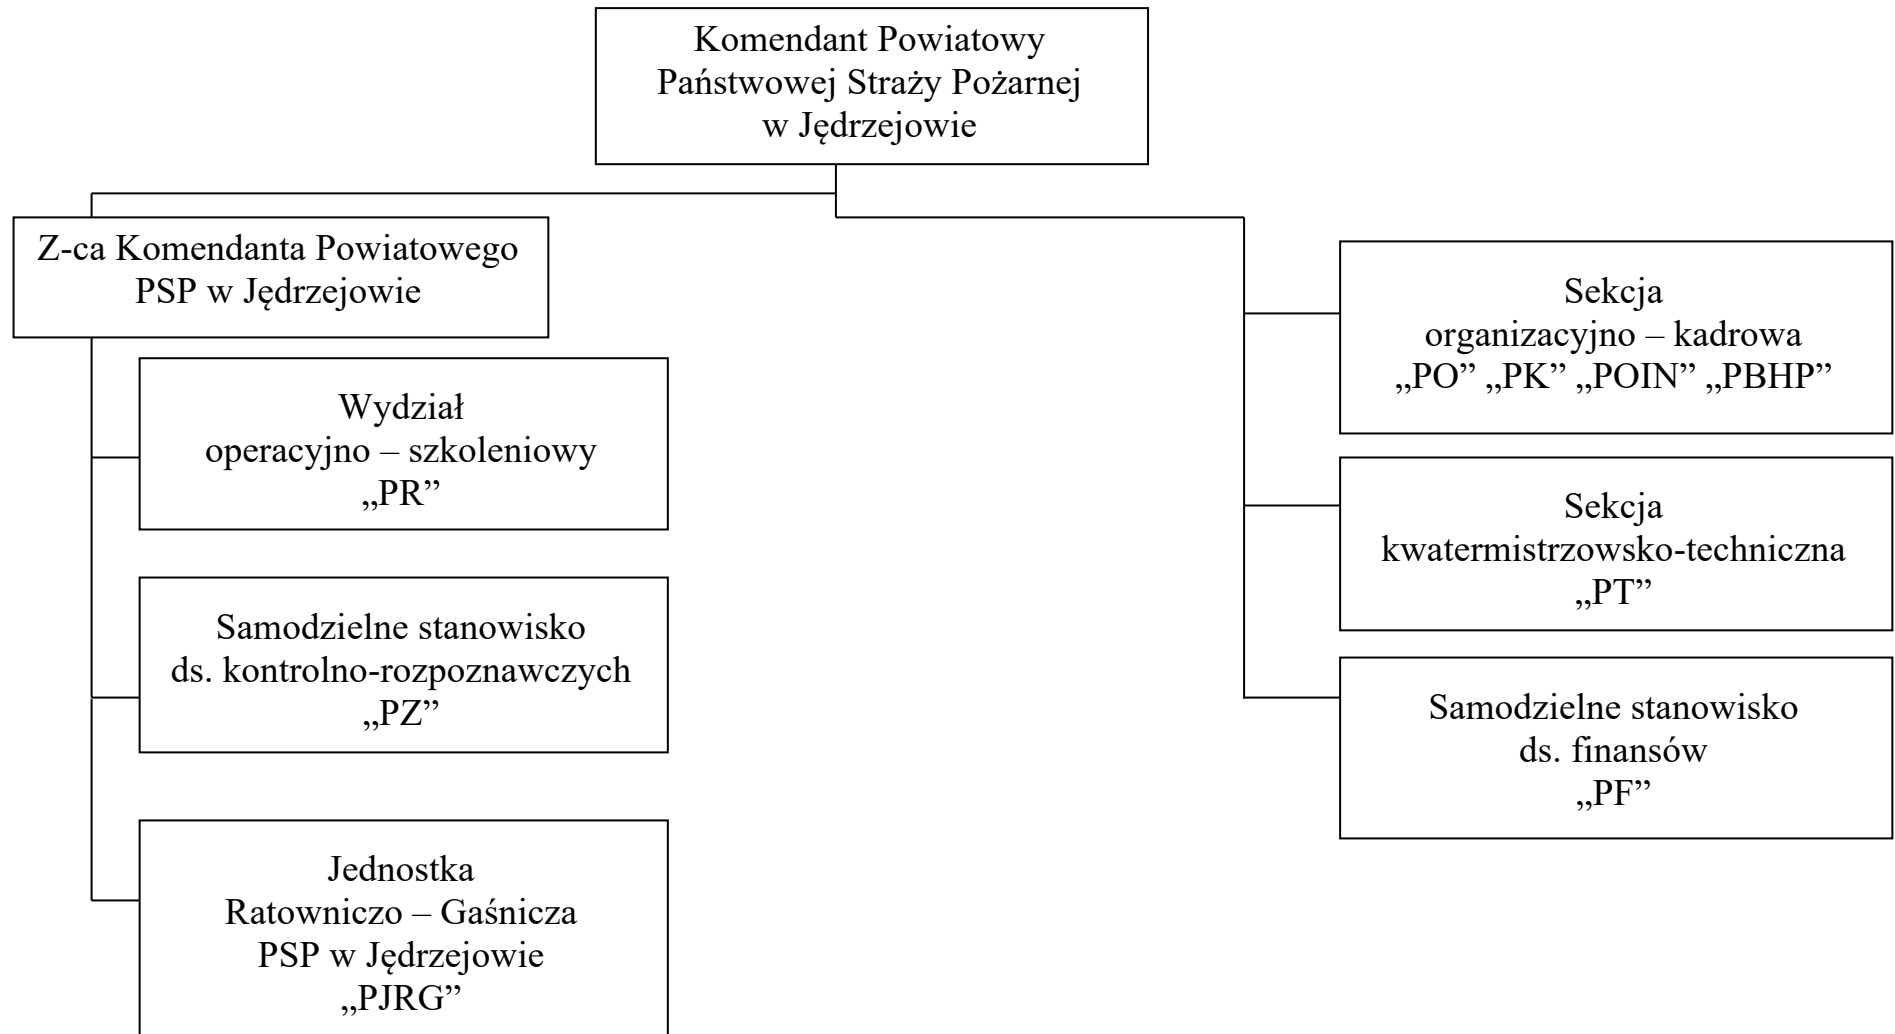 Komendant Powiatowy
Państwowej Straży Pożarnej
w Jędrzejowie
Z-ca Komendanta Powiatowego
PSP w Jędrzejowie
Wydział
operacyjno – szkoleniowy
„PR”
Samodzielne stanowisko
ds. kontrolno-rozpoznawczych
„PZ”
Jednostka
Ratowniczo – Gaśnicza
PSP w Jędrzejowie
„PJRG”
Sekcja
organizacyjno – kadrowa
„PO” „PK” „POIN” „PBHP”
Sekcja
kwatermistrzowsko-techniczna
„PT”
Samodzielne stanowisko
ds. finansów
„PF”